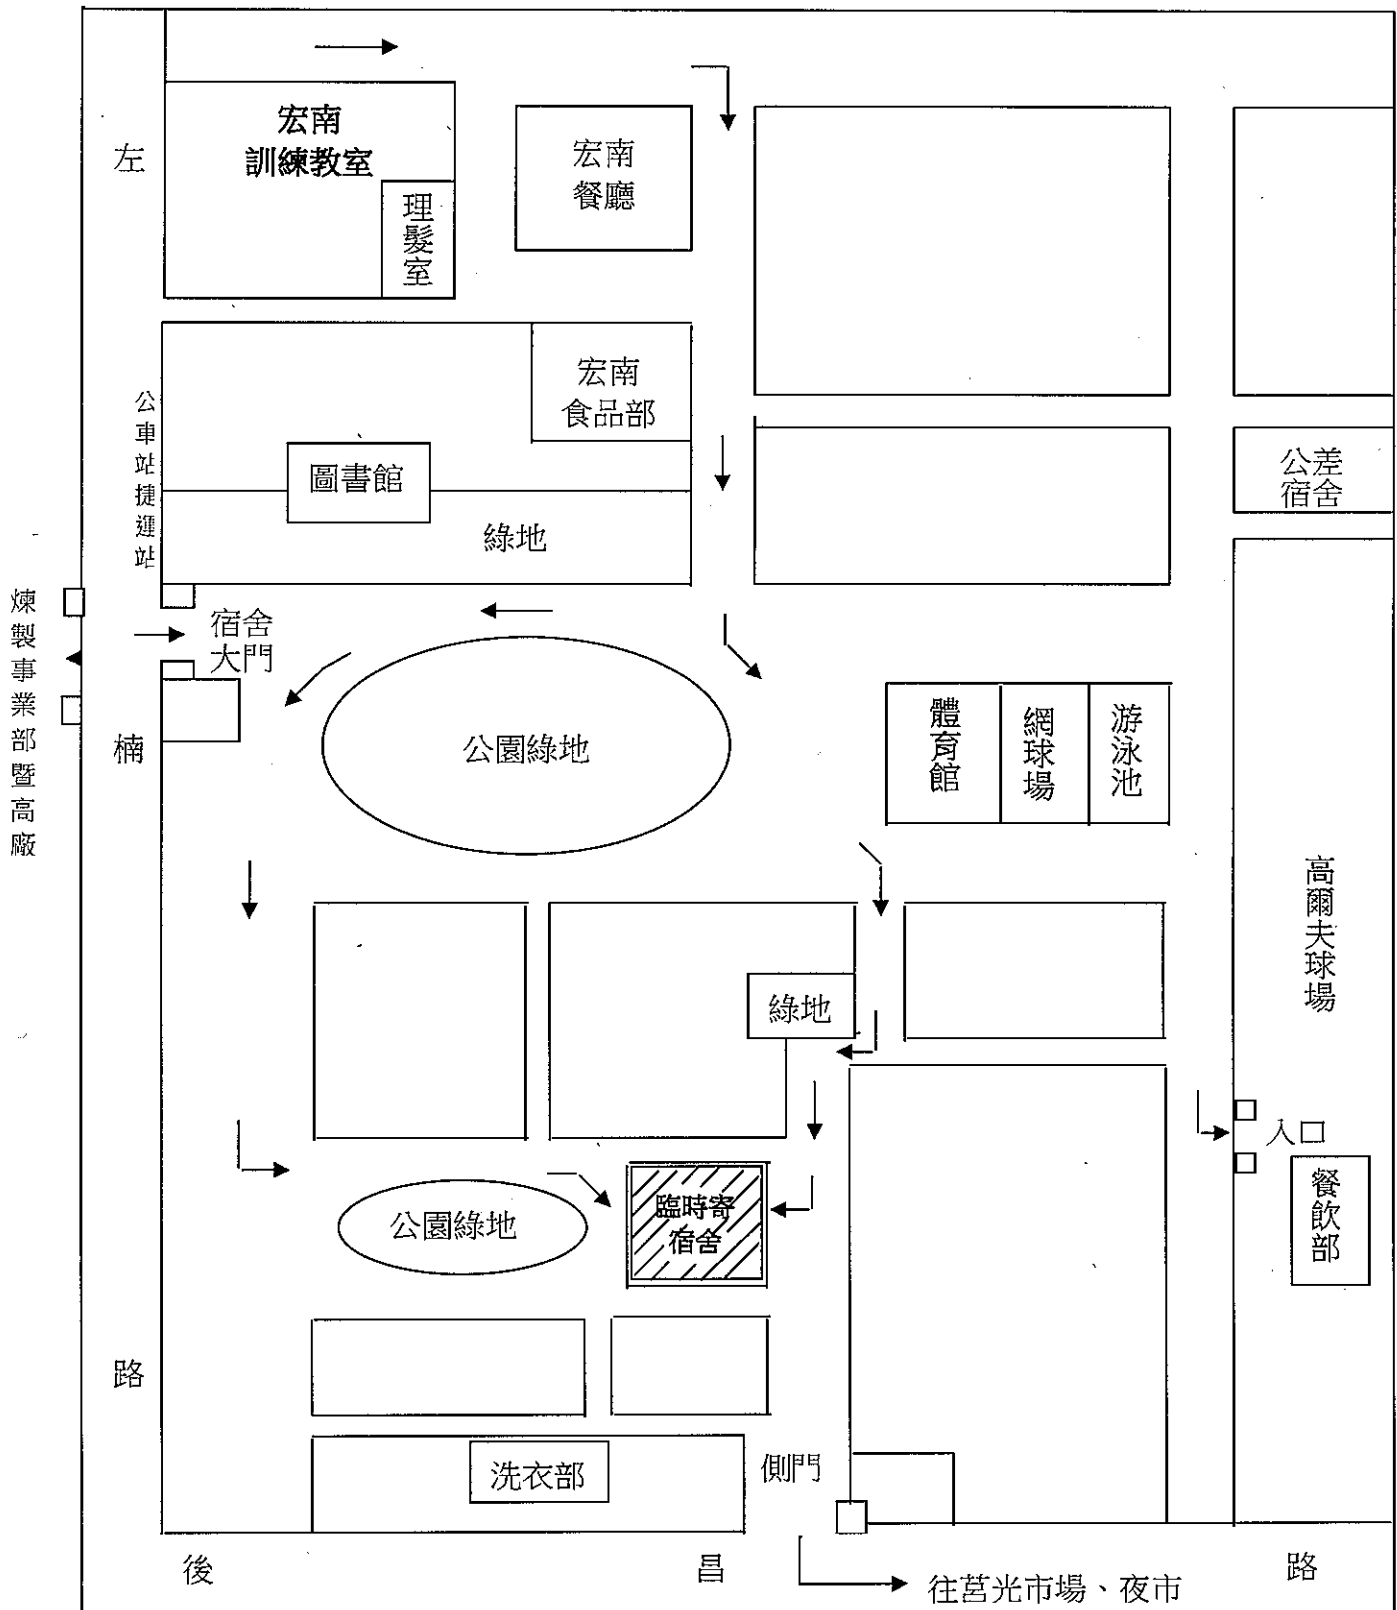 宏南
訓練教室
理髮室
宏南
餐廳
左
楠
路
公車站捷運站
宏南
食品部
圖書館
綠地
公差
宿舍
煉製事業部暨高廠
宿舍
大門
公園綠地
體育館
網球場
游泳池
高爾夫球場
綠地
入口
餐飲部
公園綠地
臨時寄
宿舍
洗衣部
側門
後
昌
路
往莒光市場、夜市